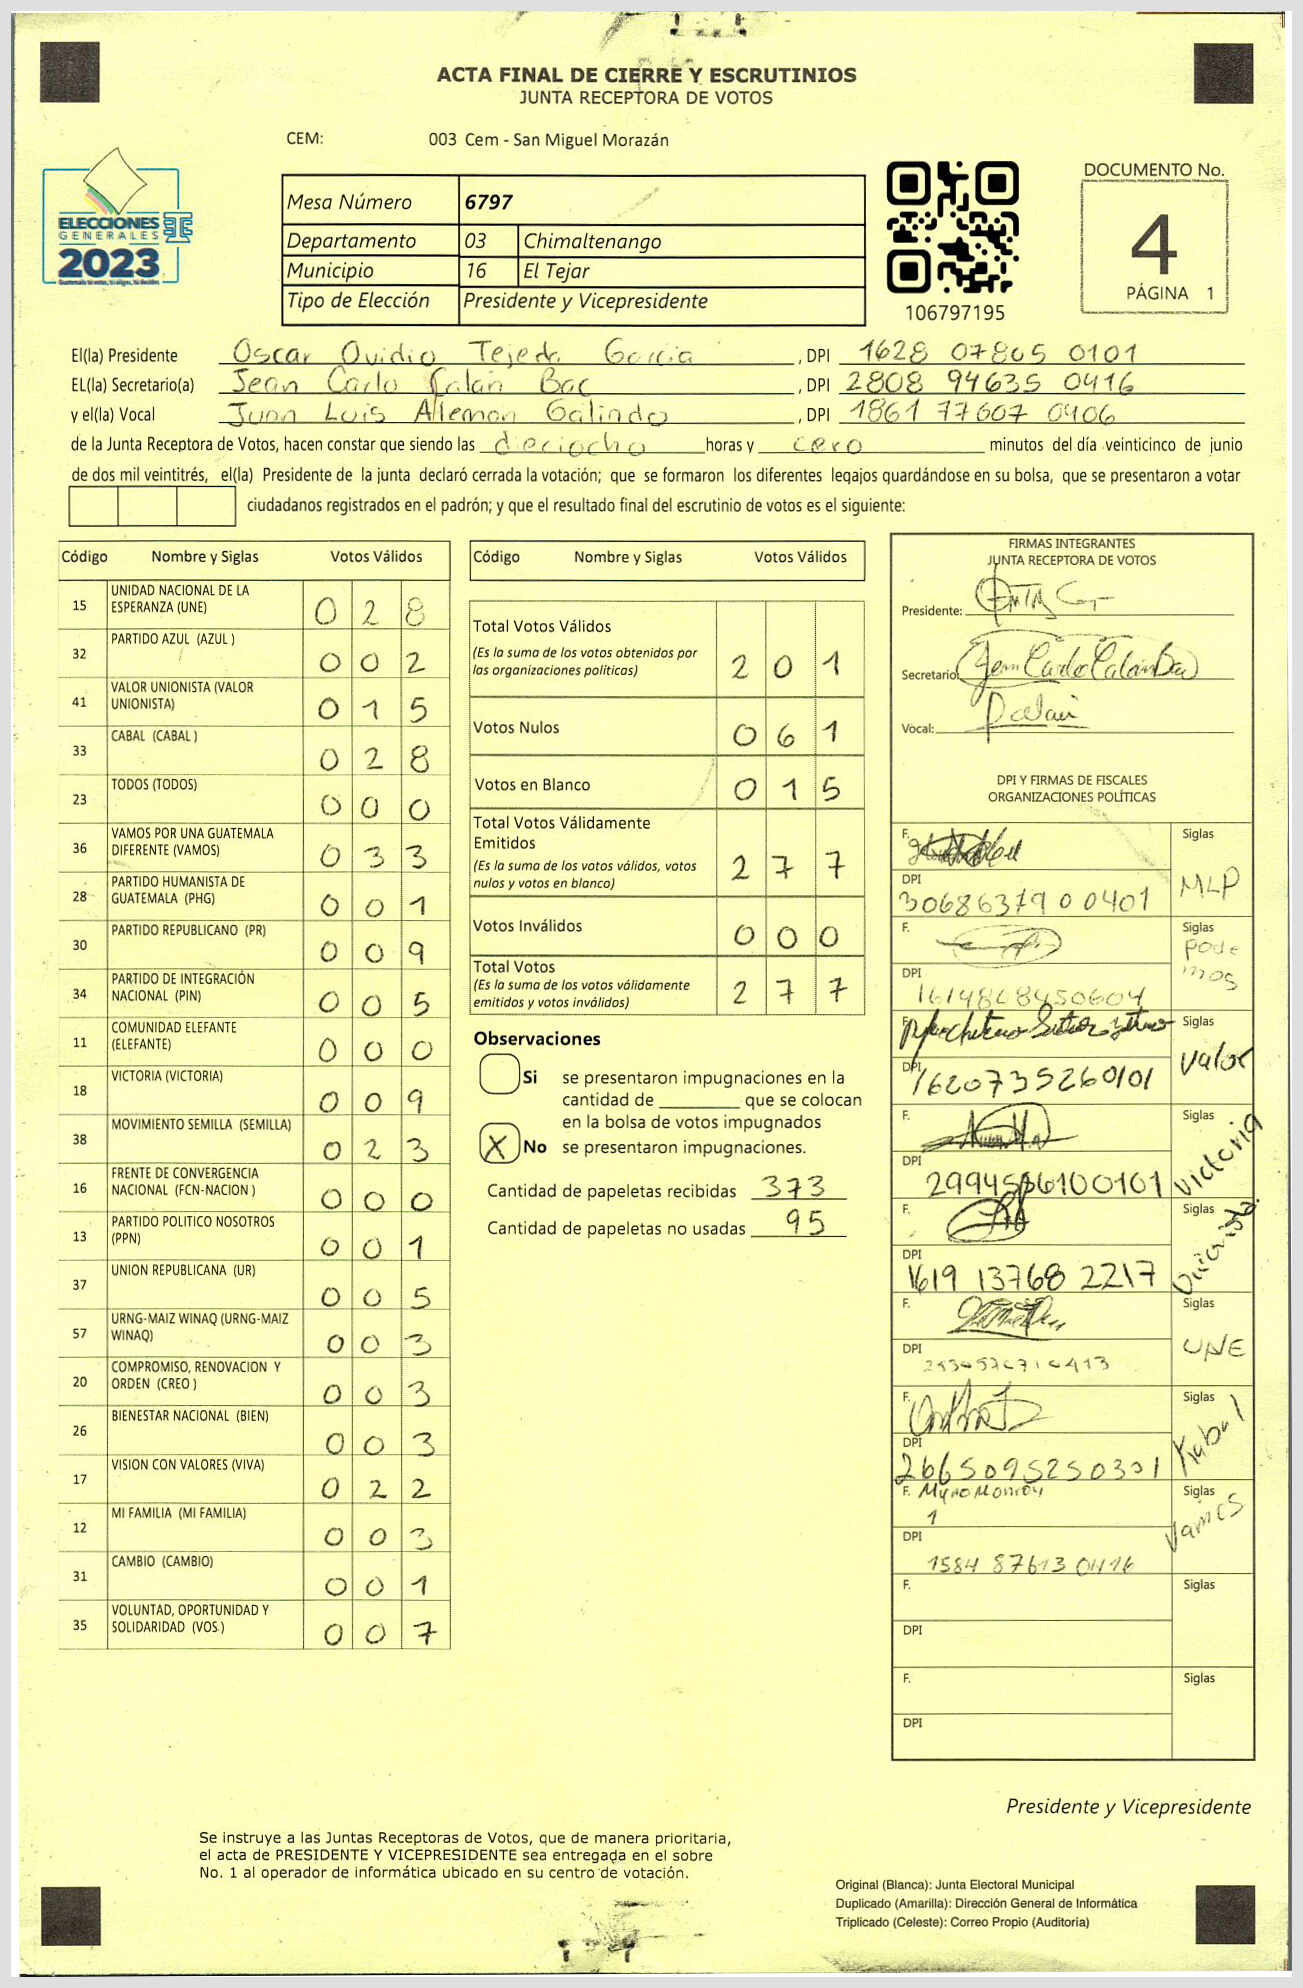 ACTA FINAL DE CIERRE Y ESCRUTINIOS
JUNTA RECEPTORA DE VOTOS
CEM: 003 Cem - San Miguel Morazán
ELECCIONES
GENERALES
2023
Mesa Número 6797
Departamento 03 Chimaltenango
Municipio 16 El Tejar
Tipo de Elección Presidente y Vicepresidente
106797195
DOCUMENTO No.
4
PÁGINA 1
El(la) Presidente Oscar Ovidio Tejeda Garcia, DPI 1628 07805 0101
EL(la) Secretario(a) Jean Carlo Calan Bac, DPI 2808 94635 0416
y el(la) Vocal Juan Luis Aleman Galindo, DPI 1861 77607 0406
de la Junta Receptora de Votos, hacen constar que siendo las dieciocho horas y cero minutos del día veinticinco de junio
de dos mil veintitrés, el(la) Presidente de la junta declaró cerrada la votación; que se formaron los diferentes legajos guardándose en su bolsa, que se presentaron a votar
ciudadanos registrados en el padrón; y que el resultado final del escrutinio de votos es el siguiente:
Código Nombre y Siglas Votos Válidos
15 UNIDAD NACIONAL DE LA ESPERANZA (UNE) 0 2 8
32 PARTIDO AZUL (AZUL ) 0 0 2
41 VALOR UNIONISTA (VALOR UNIONISTA) 0 1 5
33 CABAL (CABAL ) 0 2 8
23 TODOS (TODOS) 0 0 0
36 VAMOS POR UNA GUATEMALA DIFERENTE (VAMOS) 0 3 3
28 PARTIDO HUMANISTA DE GUATEMALA (PHG) 0 0 1
30 PARTIDO REPUBLICANO (PR) 0 0 9
34 PARTIDO DE INTEGRACIÓN NACIONAL (PIN) 0 0 5
11 COMUNIDAD ELEFANTE (ELEFANTE) 0 0 0
18 VICTORIA (VICTORIA) 0 0 9
38 MOVIMIENTO SEMILLA (SEMILLA) 0 2 3
16 FRENTE DE CONVERGENCIA NACIONAL (FCN-NACION ) 0 0 0
13 PARTIDO POLITICO NOSOTROS (PPN) 0 0 1
37 UNION REPUBLICANA (UR) 0 0 5
57 URNG-MAIZ WINAQ (URNG-MAIZ WINAQ) 0 0 3
20 COMPROMISO, RENOVACION Y ORDEN (CREO ) 0 0 3
26 BIENESTAR NACIONAL (BIEN) 0 0 3
17 VISION CON VALORES (VIVA) 0 2 2
12 MI FAMILIA (MI FAMILIA) 0 0 3
31 CAMBIO (CAMBIO) 0 0 1
35 VOLUNTAD, OPORTUNIDAD Y SOLIDARIDAD (VOS.) 0 0 7
Código Nombre y Siglas Votos Válidos
Total Votos Válidos 2 0 1
(Es la suma de los votos obtenidos por
las organizaciones políticas)
Votos Nulos 0 6 1
Votos en Blanco 0 1 5
Total Votos Válidamente
Emitidos 2 7 7
(Es la suma de los votos válidos, votos
nulos y votos en blanco)
Votos Inválidos 0 0 0
Total Votos 2 7 7
(Es la suma de los votos válidamente
emitidos y votos inválidos)
Observaciones
Si se presentaron impugnaciones en la
cantidad de ________ que se colocan
en la bolsa de votos impugnados
X No se presentaron impugnaciones.
Cantidad de papeletas recibidas 373
Cantidad de papeletas no usadas 95
FIRMAS INTEGRANTES
JUNTA RECEPTORA DE VOTOS
Presidente:
Secretario: Jean Carlo Calan Bac
Vocal:
DPI Y FIRMAS DE FISCALES
ORGANIZACIONES POLÍTICAS
F. Siglas
MLP
DPI
30686379 0 0401
F. Siglas
Podemos
DPI
F. Siglas
Valor
DPI
1620735260101
F. Siglas
Victoria
DPI
F. Siglas
DPI
1619 13768 2217
F. Siglas
UNE
DPI
F. Siglas
Kabal
DPI
2665095250301
F. Myno Monroy Siglas
Vamos
DPI
1584 87613 0416
F. Siglas
DPI
F. Siglas
DPI
Presidente y Vicepresidente
Se instruye a las Juntas Receptoras de Votos, que de manera prioritaria,
el acta de PRESIDENTE Y VICEPRESIDENTE sea entregada en el sobre
No. 1 al operador de informática ubicado en su centro de votación.
Original (Blanca): Junta Electoral Municipal
Duplicado (Amarilla): Dirección General de Informática
Triplicado (Celeste): Correo Propio (Auditoria)